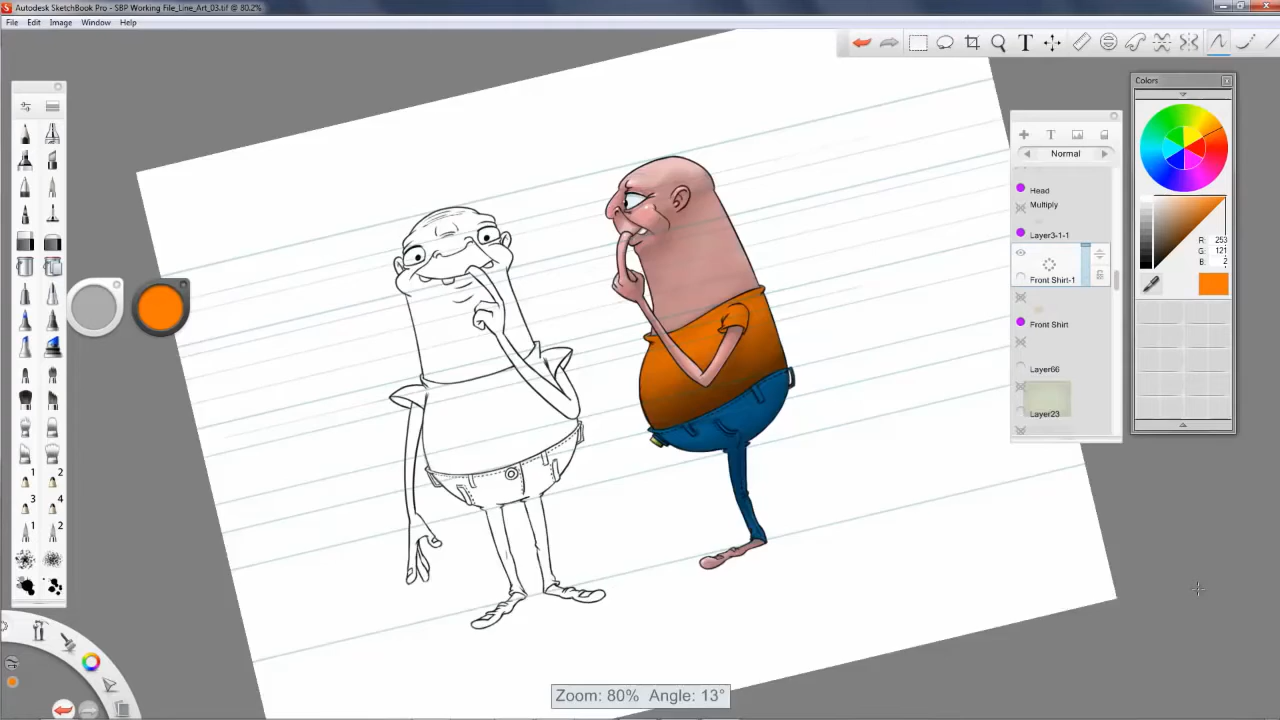 Autodesk SketchBook Pro - SBP Working File_Line_Art_03.tif @ 80.2%
File Edit Image Window Help
T
Colors
T
Normal
Head
Multiply
Layer3-1-1
Front Shirt-1
Front Shirt
Layer66
Layer23
R: 253
G: 121
B: 2
1 2
3 4
1 2
Zoom: 80% Angle: 13°